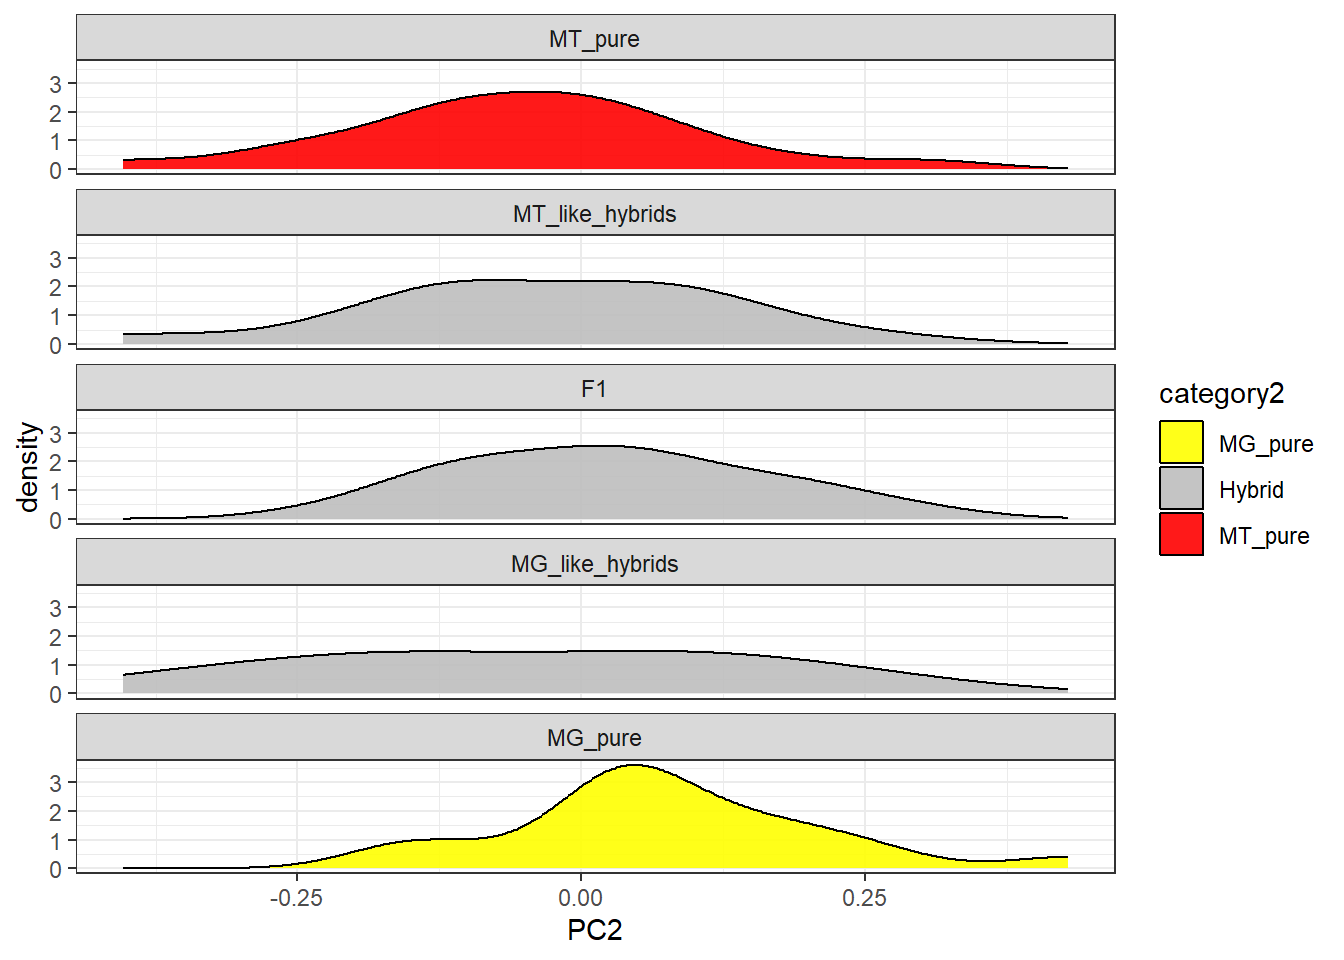 MT_pure
3
2
1
0
MT_like_hybrids
3
2
1
0
F1
3
2
1
0
MG_like_hybrids
3
2
1
0
MG_pure
3
2
1
0
-0.25 0.00 0.25
PC2
density
category2
MG_pure
Hybrid
MT_pure